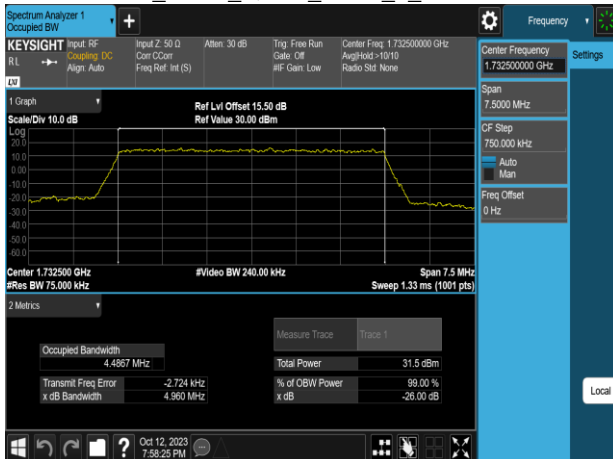 Spectrum Analyzer 1
Occupied BW
Frequency
KEYSIGHT
RL
LXI
Input: RF
Coupling: DC
Align: Auto
Input Z: 50 Ω
Corr CCorr
Freq Ref: Int (S)
Atten: 30 dB
Trig: Free Run
Gate: Off
#IF Gain: Low
Center Freq: 1.732500000 GHz
Avg|Hold:>10/10
Radio Std: None
Center Frequency
1.732500000 GHz
Settings
Span
7.5000 MHz
CF Step
750.000 kHz
Auto
Man
Freq Offset
0 Hz
Local
1 Graph
Scale/Div 10.0 dB
Ref Lvl Offset 15.50 dB
Ref Value 30.00 dBm
Log
20.0
10.0
0.00
-10.0
-20.0
-30.0
-40.0
-50.0
-60.0
Center 1.732500 GHz
#Res BW 75.000 kHz
#Video BW 240.00 kHz
Span 7.5 MHz
Sweep 1.33 ms (1001 pts)
2 Metrics
Measure Trace
Trace 1
Occupied Bandwidth
4.4867 MHz
Total Power
31.5 dBm
Transmit Freq Error
-2.724 kHz
% of OBW Power
99.00 %
x dB Bandwidth
4.960 MHz
x dB
-26.00 dB
?
Oct 12, 2023
7:58:25 PM